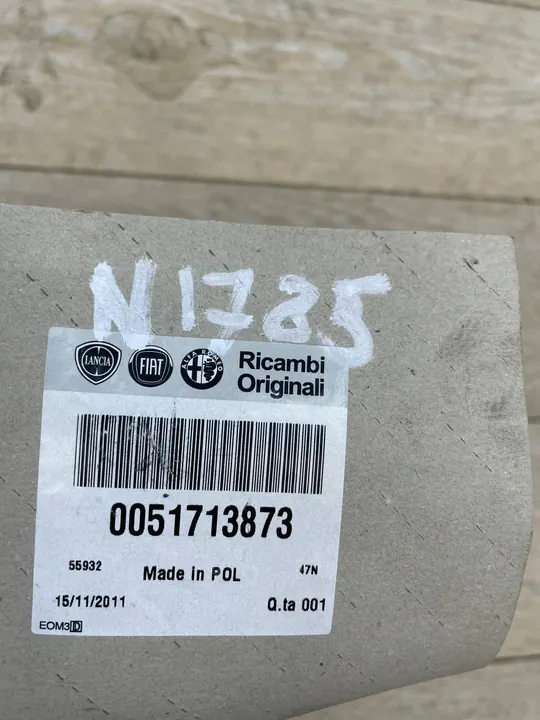 N1785
LANCIA
FIAT
ALFA ROMEO
Ricambi
Originali
0051713873
55932
Made in POL
47N
15/11/2011
Q.ta 001
EOM3D